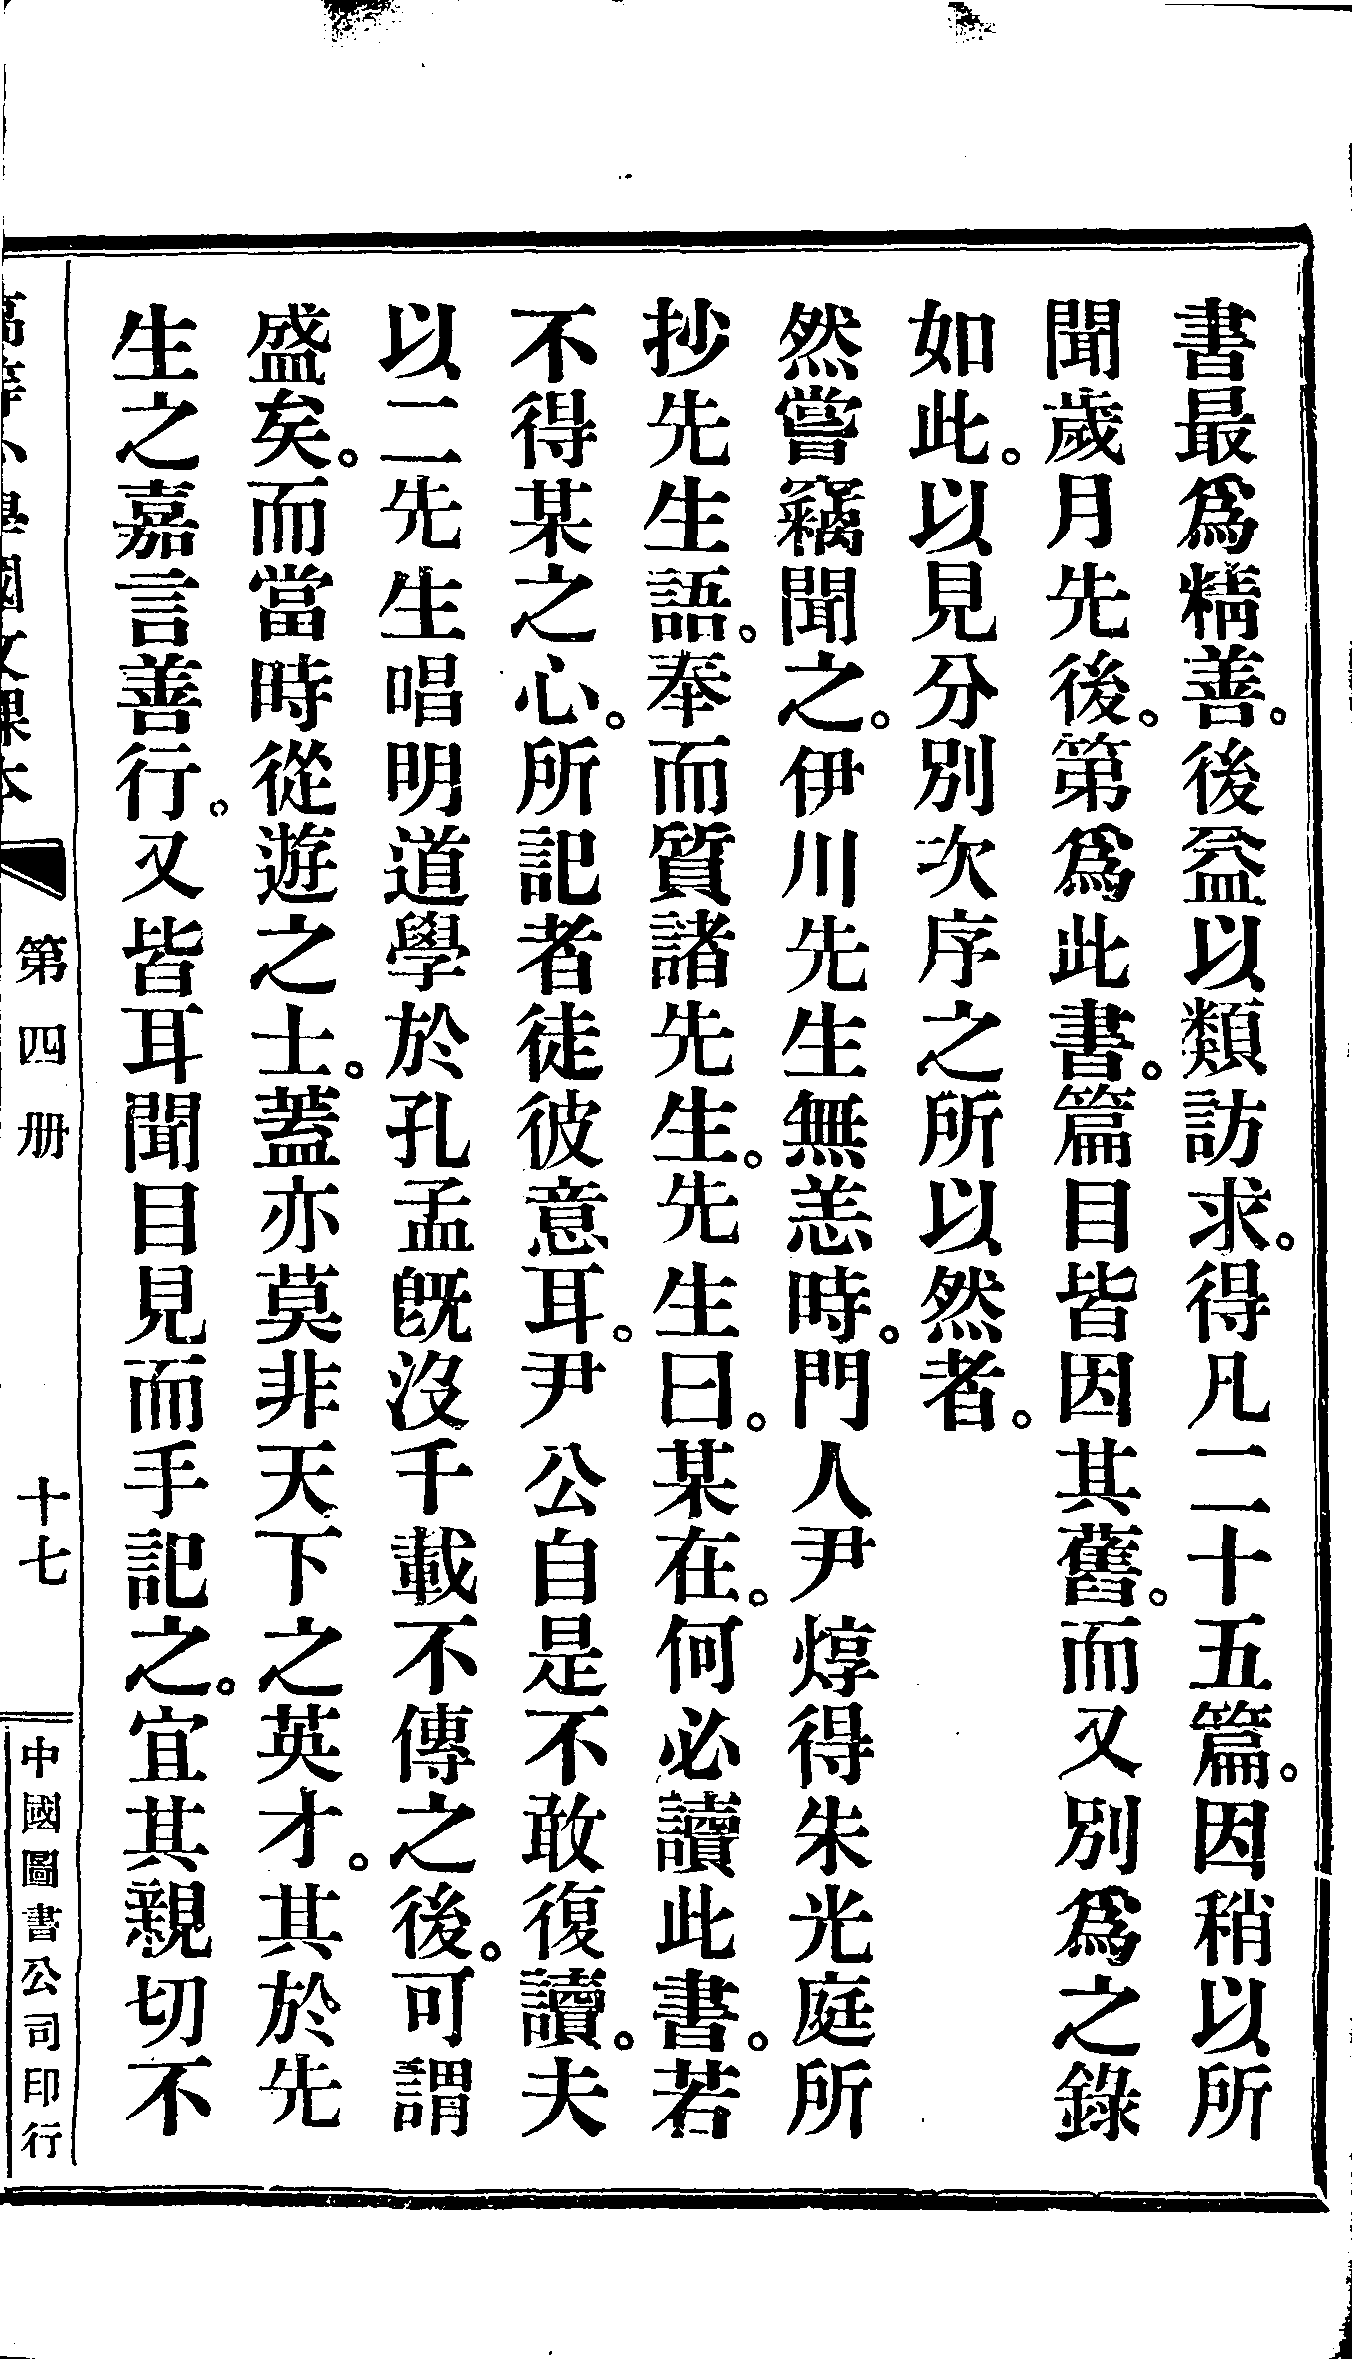 書最爲精善。後益以類訪求。得凡二十五篇。因稍以所
聞歲月先後。第爲此書。篇目皆因其舊。而又別爲之錄
如此。以見分別次序之所以然者。
然嘗竊聞之。伊川先生無恙時。門人尹焞得朱光庭所
抄先生語。奉而質諸先生。先生曰。某在。何必讀此書。若
不得某之心。所記者徒彼意耳。尹公自是不敢復讀。夫
以二先生唱明道學於孔孟旣沒千載不傳之後。可謂
盛矣。而當時從遊之士。蓋亦莫非天下之英才。其於先
生之嘉言善行。又皆耳聞目見而手記之。宜其親切不
高等小學國文課本 第四册 十七 中國圖書公司印行